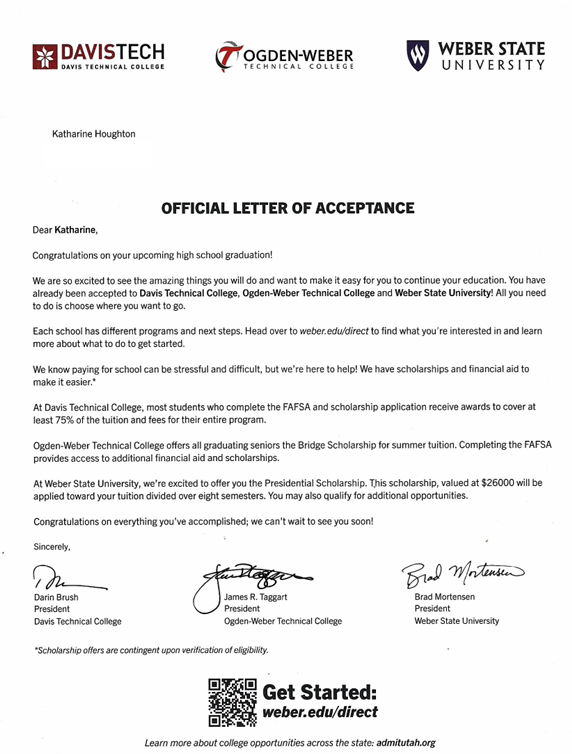 DAVISTECH
DAVIS TECHNICAL COLLEGE
OGDEN-WEBER
TECHNICAL COLLEGE
WEBER STATE
UNIVERSITY
Katharine Houghton
OFFICIAL LETTER OF ACCEPTANCE
Dear Katharine,
Congratulations on your upcoming high school graduation!
We are so excited to see the amazing things you will do and want to make it easy for you to continue your education. You have
already been accepted to Davis Technical College, Ogden-Weber Technical College and Weber State University! All you need
to do is choose where you want to go.
Each school has different programs and next steps. Head over to weber.edu/direct to find what you're interested in and learn
more about what to do to get started.
We know paying for school can be stressful and difficult, but we're here to help! We have scholarships and financial aid to
make it easier.*
At Davis Technical College, most students who complete the FAFSA and scholarship application receive awards to cover at
least 75% of the tuition and fees for their entire program.
Ogden-Weber Technical College offers all graduating seniors the Bridge Scholarship for summer tuition. Completing the FAFSA
provides access to additional financial aid and scholarships.
At Weber State University, we're excited to offer you the Presidential Scholarship. This scholarship, valued at $26000 will be
applied toward your tuition divided over eight semesters. You may also qualify for additional opportunities.
Congratulations on everything you've accomplished; we can't wait to see you soon!
Sincerely,
Brad Mortensen
Darin Brush
President
Davis Technical College
James R. Taggart
President
Ogden-Weber Technical College
Brad Mortensen
President
Weber State University
*Scholarship offers are contingent upon verification of eligibility.
Get Started:
weber.edu/direct
Learn more about college opportunities across the state: admitutah.org